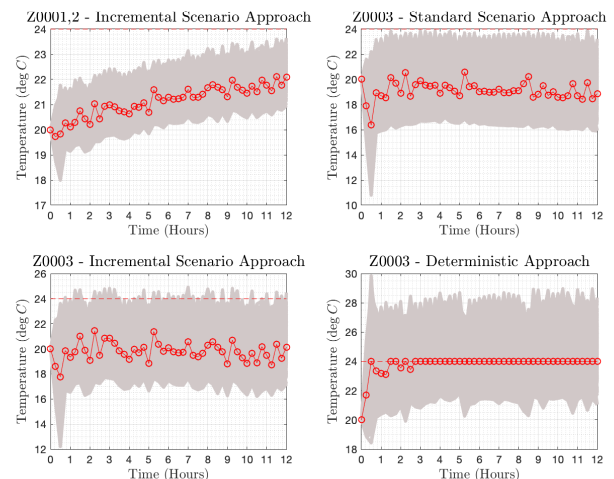 Z0001,2 - Incremental Scenario Approach
24
23
22
21
20
19
18
17
Temperature (deg C)
0 1 2 3 4 5 6 7 8 9 10 11 12
Time (Hours)
Z0003 - Standard Scenario Approach
24
22
20
18
16
14
12
10
Temperature (deg C)
0 1 2 3 4 5 6 7 8 9 10 11 12
Time (Hours)
Z0003 - Incremental Scenario Approach
26
24
22
20
18
16
14
12
Temperature (deg C)
0 1 2 3 4 5 6 7 8 9 10 11 12
Time (Hours)
Z0003 - Deterministic Approach
30
28
26
24
22
20
18
Temperature (deg C)
0 1 2 3 4 5 6 7 8 9 10 11 12
Time (Hours)